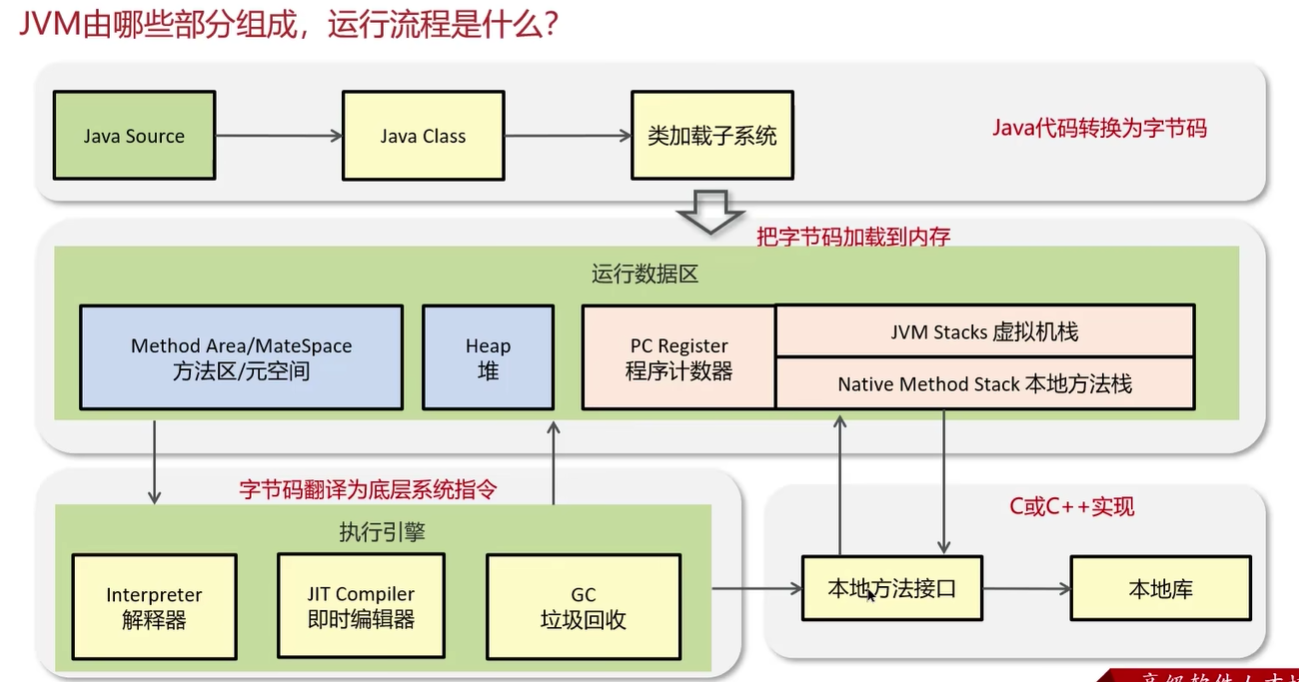 JVM由哪些部分组成，运行流程是什么？
Java Source
Java Class
类加载子系统
Java代码转换为字节码
把字节码加载到内存
运行数据区
Method Area/MateSpace
方法区/元空间
Heap
堆
PC Register
程序计数器
JVM Stacks 虚拟机栈
Native Method Stack 本地方法栈
字节码翻译为底层系统指令
执行引擎
Interpreter
解释器
JIT Compiler
即时编辑器
GC
垃圾回收
C或C++实现
本地方法接口
本地库